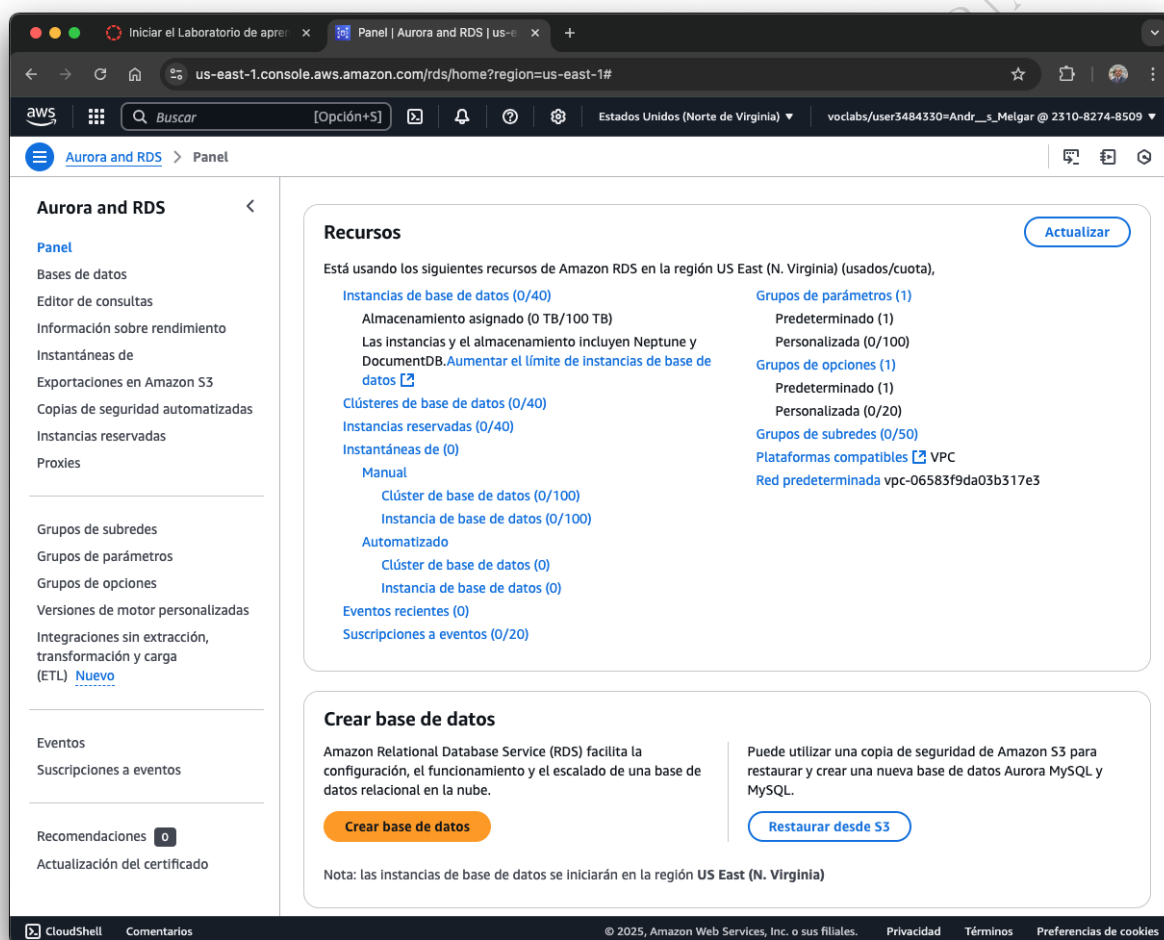 Iniciar el Laboratorio de apren
Panel | Aurora and RDS | us-e
us-east-1.console.aws.amazon.com/rds/home?region=us-east-1#
aws
Buscar
[Opción+S]
Estados Unidos (Norte de Virginia)
voclabs/user3484330=Andr__s_Melgar @ 2310-8274-8509
Aurora and RDS > Panel
Aurora and RDS
Panel
Bases de datos
Editor de consultas
Información sobre rendimiento
Instantáneas de
Exportaciones en Amazon S3
Copias de seguridad automatizadas
Instancias reservadas
Proxies
Grupos de subredes
Grupos de parámetros
Grupos de opciones
Versiones de motor personalizadas
Integraciones sin extracción,
transformación y carga
(ETL) Nuevo
Eventos
Suscripciones a eventos
Recomendaciones 0
Actualización del certificado
Recursos
Actualizar
Está usando los siguientes recursos de Amazon RDS en la región US East (N. Virginia) (usados/cuota),
Instancias de base de datos (0/40)
Almacenamiento asignado (0 TB/100 TB)
Las instancias y el almacenamiento incluyen Neptune y
DocumentDB.Aumentar el límite de instancias de base de
datos
Clústeres de base de datos (0/40)
Instancias reservadas (0/40)
Instantáneas de (0)
Manual
Clúster de base de datos (0/100)
Instancia de base de datos (0/100)
Automatizado
Clúster de base de datos (0)
Instancia de base de datos (0)
Eventos recientes (0)
Suscripciones a eventos (0/20)
Grupos de parámetros (1)
Predeterminado (1)
Personalizada (0/100)
Grupos de opciones (1)
Predeterminado (1)
Personalizada (0/20)
Grupos de subredes (0/50)
Plataformas compatibles VPC
Red predeterminada vpc-06583f9da03b317e3
Crear base de datos
Amazon Relational Database Service (RDS) facilita la
configuración, el funcionamiento y el escalado de una base de
datos relacional en la nube.
Crear base de datos
Puede utilizar una copia de seguridad de Amazon S3 para
restaurar y crear una nueva base de datos Aurora MySQL y
MySQL.
Restaurar desde S3
Nota: las instancias de base de datos se iniciarán en la región US East (N. Virginia)
CloudShell
Comentarios
© 2025, Amazon Web Services, Inc. o sus filiales.
Privacidad
Términos
Preferencias de cookies